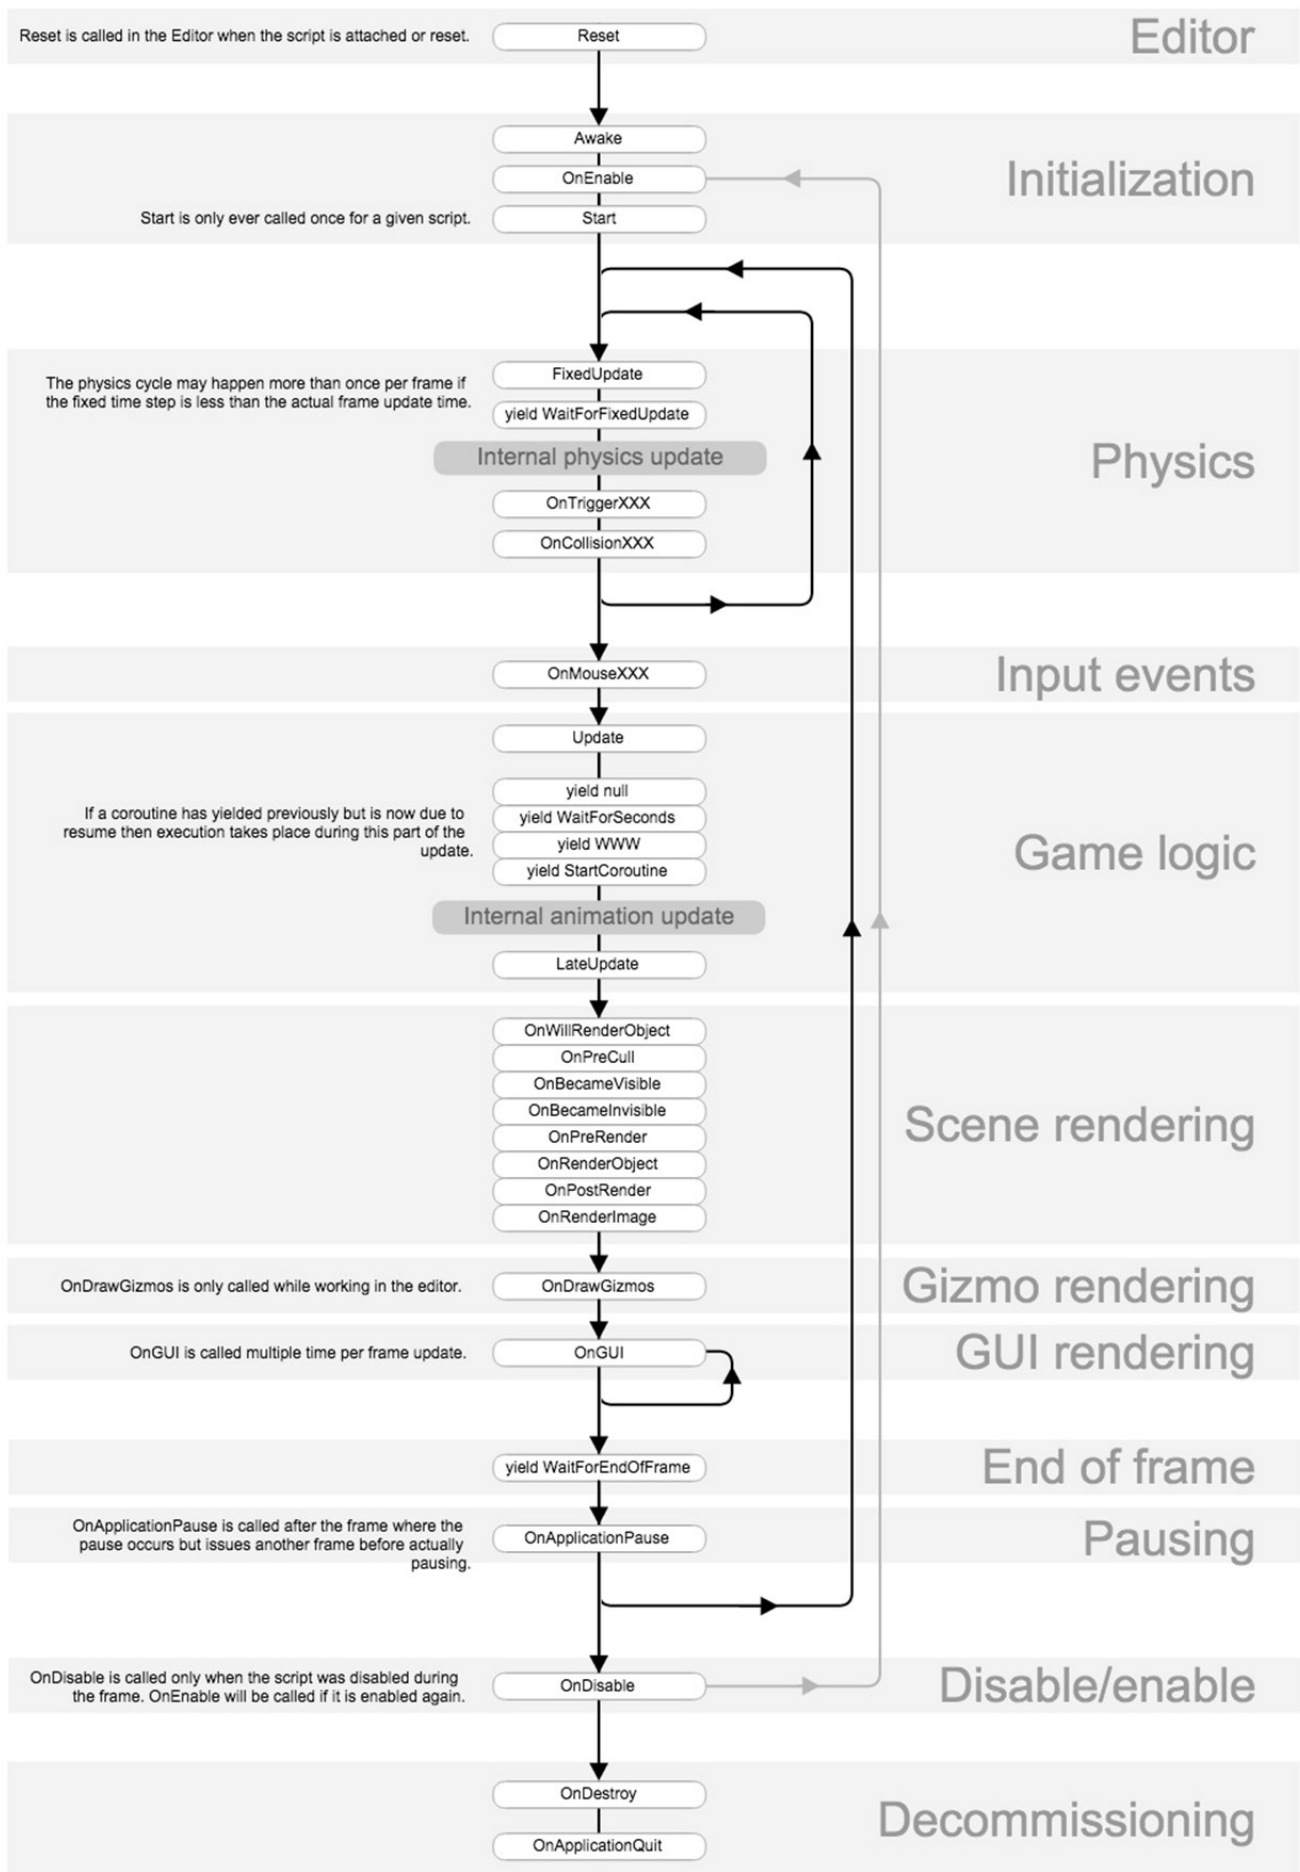 Reset is called in the Editor when the script is attached or reset.
Reset
Editor
Awake
OnEnable
Initialization
Start is only ever called once for a given script.
Start
The physics cycle may happen more than once per frame if
the fixed time step is less than the actual frame update time.
FixedUpdate
yield WaitForFixedUpdate
Internal physics update
Physics
OnTriggerXXX
OnCollisionXXX
OnMouseXXX
Input events
Update
If a coroutine has yielded previously but is now due to
resume then execution takes place during this part of the
update.
yield null
yield WaitForSeconds
yield WWW
yield StartCoroutine
Game logic
Internal animation update
LateUpdate
OnWillRenderObject
OnPreCull
OnBecameVisible
OnBecameInvisible
OnPreRender
OnRenderObject
OnPostRender
OnRenderImage
Scene rendering
OnDrawGizmos is only called while working in the editor.
OnDrawGizmos
Gizmo rendering
OnGUI is called multiple time per frame update.
OnGUI
GUI rendering
yield WaitForEndOfFrame
End of frame
OnApplicationPause is called after the frame where the
pause occurs but issues another frame before actually
pausing.
OnApplicationPause
Pausing
OnDisable is called only when the script was disabled during
the frame. OnEnable will be called if it is enabled again.
OnDisable
Disable/enable
OnDestroy
OnApplicationQuit
Decommissioning